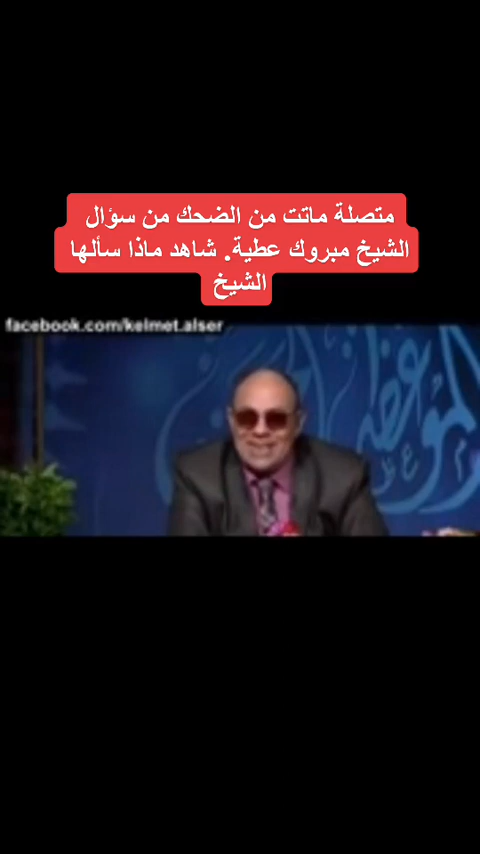 متصلة ماتت من الضحك من سؤال
الشيخ مبروك عطية. شاهد ماذا سألها
الشيخ
facebook.com/kelmet.alser